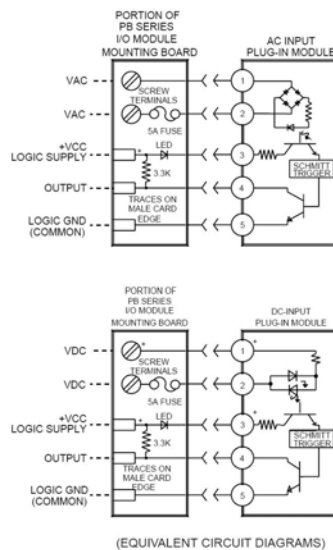 PORTION OF
PB SERIES
I/O MODULE
MOUNTING BOARD
AC INPUT
PLUG-IN MODULE
VAC
1
SCREW
TERMINALS
VAC
2
5A FUSE
+VCC
LOGIC SUPPLY
+
LED
3
3.3K
SCHMITT
TRIGGER
OUTPUT
4
TRACES ON
MALE CARD
EDGE
LOGIC GND
(COMMON)
5
PORTION OF
PB SERIES
I/O MODULE
MOUNTING BOARD
DC-INPUT
PLUG-IN MODULE
VDC
+
1
+
SCREW
TERMINALS
VDC
2
5A FUSE
+VCC
LOGIC SUPPLY
+
LED
3
+
3.3K
SCHMITT
TRIGGER
OUTPUT
4
TRACES ON
MALE CARD
EDGE
LOGIC GND
(COMMON)
5
(EQUIVALENT CIRCUIT DIAGRAMS)